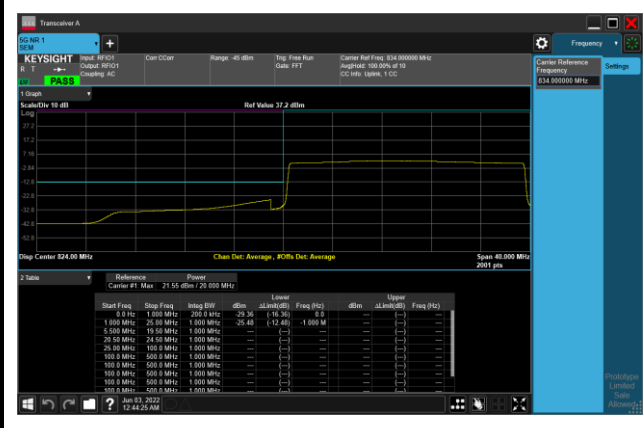 Transceiver A
5G NR 1
SEM
+
Frequency
KEYSIGHT
R T
PASS
Input: RFIO1
Output: RFIO1
Coupling: AC
Corr CCorr
Range: -45 dBm
Trig: Free Run
Gate: FFT
Carrier Ref Freq: 834.000000 MHz
Avg|Hold: 100.00% of 10
CC Info: Uplink, 1 CC
Carrier Reference
Frequency
834.000000 MHz
Settings
1 Graph
Scale/Div 10 dB
Ref Value 37.2 dBm
Log
27.2
17.2
7.16
-2.84
-12.8
-22.8
-32.8
-42.8
-52.8
Disp Center 824.00 MHz
Chan Det: Average , #Offs Det: Average
Span 40.000 MHz
2001 pts
2 Table
Reference Power
Carrier #1 Max 21.55 dBm / 20.000 MHz
Lower Upper
Start Freq Stop Freq Integ BW dBm ΔLimit(dB) Freq (Hz) dBm ΔLimit(dB) Freq (Hz)
0.0 Hz 1.000 MHz 200.0 kHz -29.36 (-16.36) 0.0 --- (---) ---
1.000 MHz 25.00 MHz 1.000 MHz -25.48 (-12.48) -1.000 M --- (---) ---
5.500 MHz 19.50 MHz 1.000 MHz --- (---) --- --- (---) ---
20.50 MHz 24.50 MHz 1.000 MHz --- (---) --- --- (---) ---
25.00 MHz 100.0 MHz 1.000 MHz --- (---) --- --- (---) ---
100.0 MHz 500.0 MHz 1.000 MHz --- (---) --- --- (---) ---
100.0 MHz 500.0 MHz 1.000 MHz --- (---) --- --- (---) ---
100.0 MHz 500.0 MHz 1.000 MHz --- (---) --- --- (---) ---
100.0 MHz 500.0 MHz 1.000 MHz --- (---) --- --- (---) ---
?
Jun 03, 2022
12:44:25 AM
Prototype
Limited
Sale
Allowed